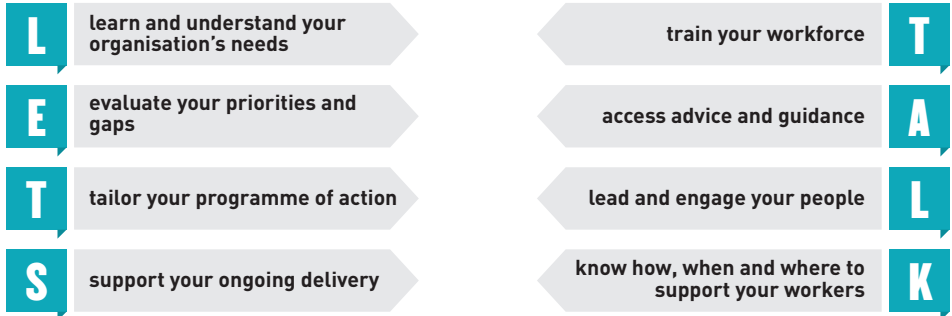 L
learn and understand your
organisation's needs
E
evaluate your priorities and
gaps
T
tailor your programme of action
S
support your ongoing delivery
train your workforce
T
access advice and guidance
A
lead and engage your people
L
know how, when and where to
support your workers
K